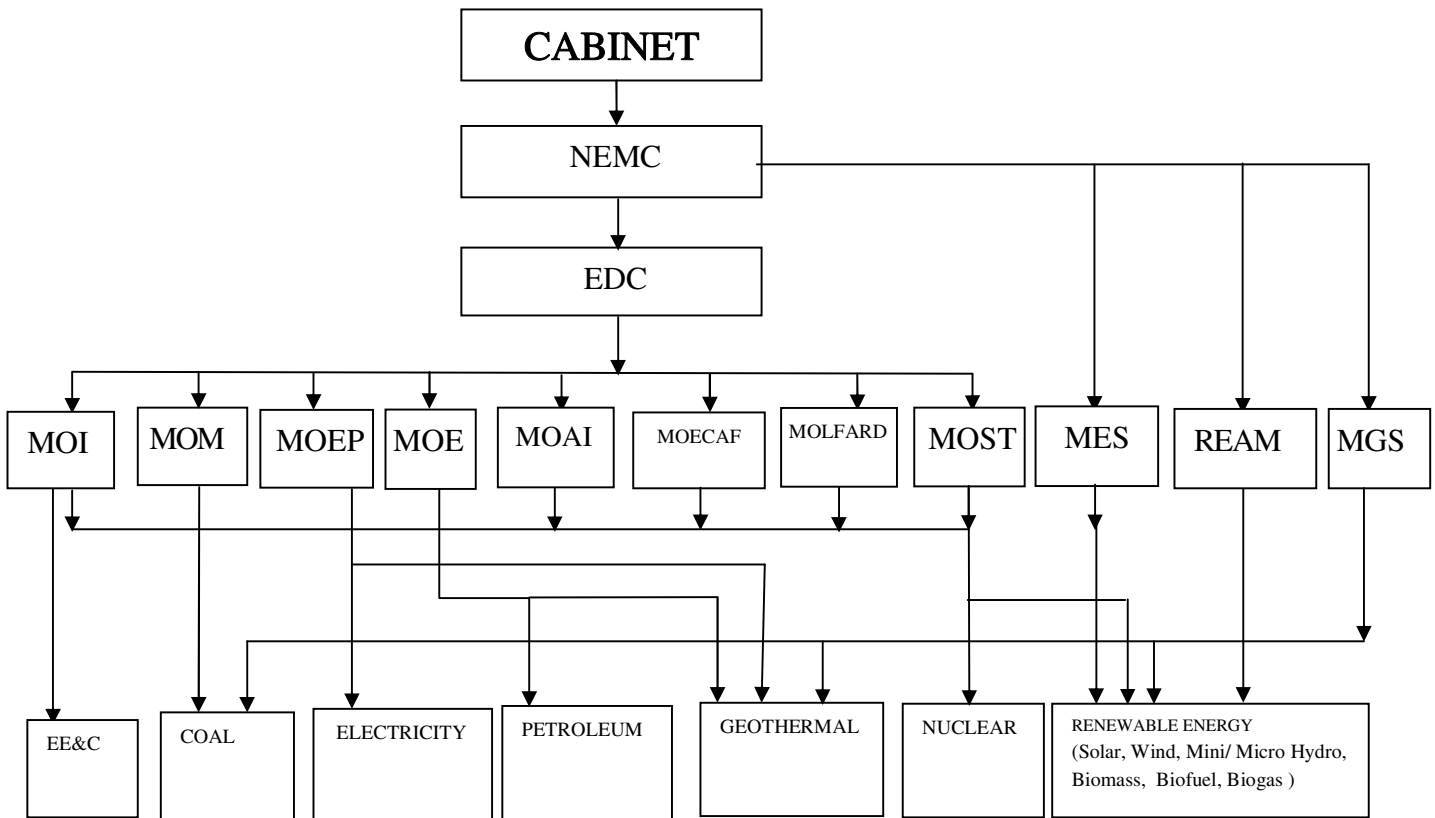 CABINET
NEMC
EDC
MOI
MOM
MOEP
MOE
MOAI
MOECAF
MOLFARD
MOST
MES
REAM
MGS
EE&C
COAL
ELECTRICITY
PETROLEUM
GEOTHERMAL
NUCLEAR
RENEWABLE ENERGY
(Solar, Wind, Mini/ Micro Hydro,
Biomass, Biofuel, Biogas )